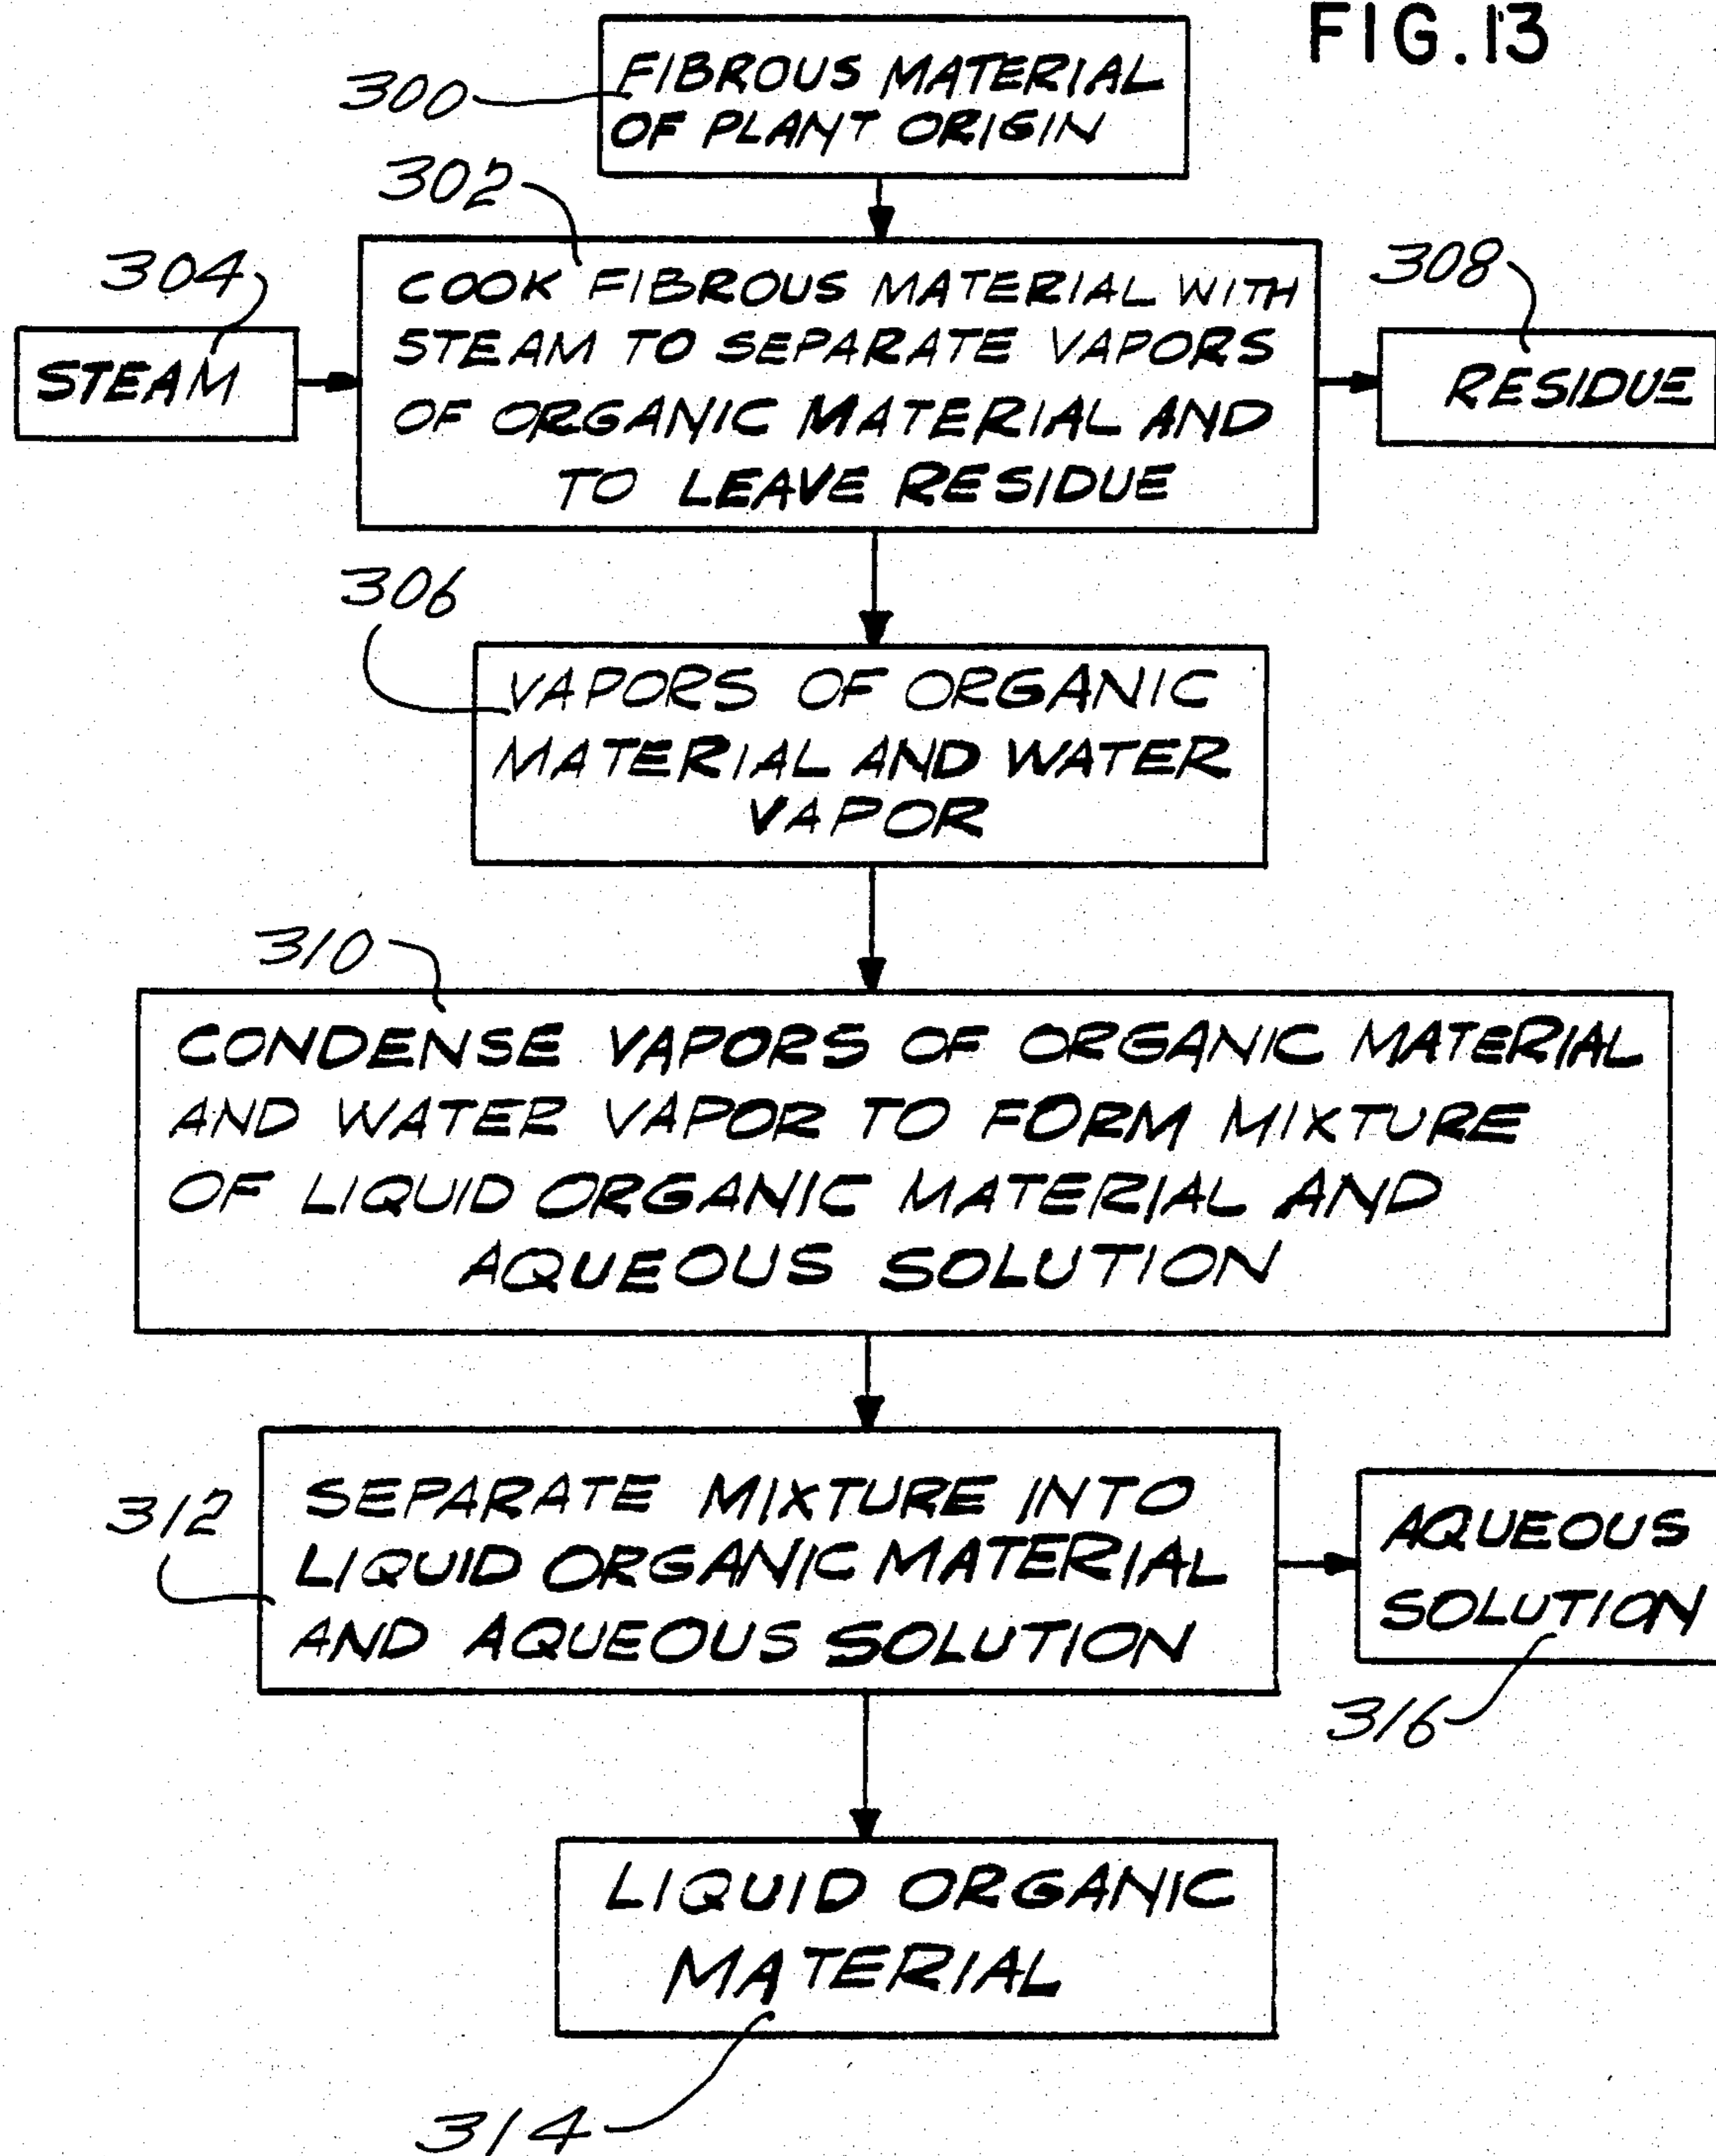 FIG.13
300
FIBROUS MATERIAL
OF PLANT ORIGIN
302
304
308
COOK FIBROUS MATERIAL WITH
STEAM TO SEPARATE VAPORS
OF ORGANIC MATERIAL AND
TO LEAVE RESIDUE
STEAM
RESIDUE
306
VAPORS OF ORGANIC
MATERIAL AND WATER
VAPOR
310
CONDENSE VAPORS OF ORGANIC MATERIAL
AND WATER VAPOR TO FORM MIXTURE
OF LIQUID ORGANIC MATERIAL AND
AQUEOUS SOLUTION
312
SEPARATE MIXTURE INTO
LIQUID ORGANIC MATERIAL
AND AQUEOUS SOLUTION
AQUEOUS
SOLUTION
316
LIQUID ORGANIC
MATERIAL
314